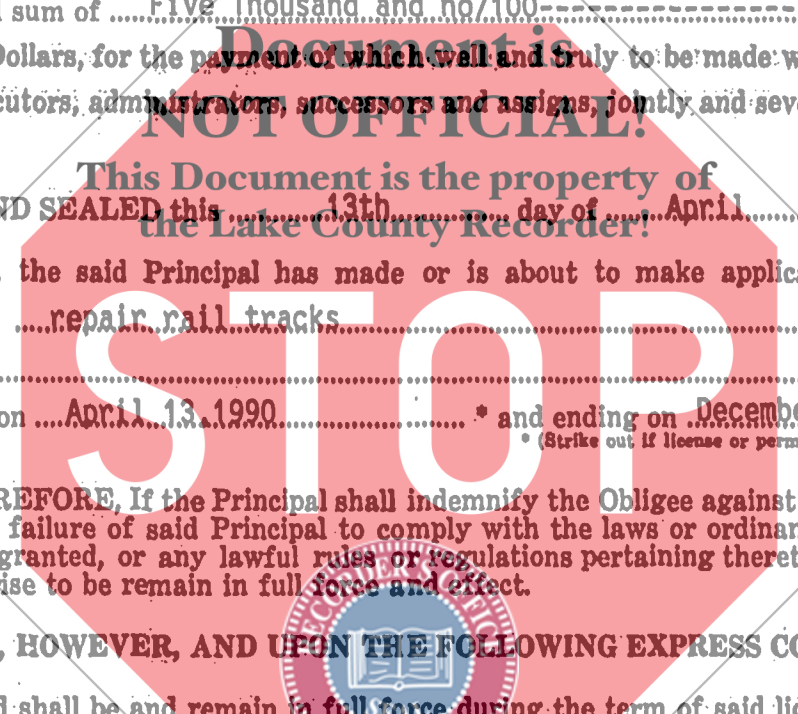 sum of ..... Five Thousand and no/100--------------------
Document is
Dollars, for the payment of which well and truly to be made w
cutors, administrators, successors and assigns, jointly and seve
NOT OFFICIAL!
This Document is the property of
ND SEALED this .......... 13th .............. day of ...... April.....
the Lake County Recorder!
the said Principal has made or is about to make applica
.....repair rail tracks
STOP
on .....April 13,1990 ........................... * and ending on ..Decembe
* (Strike out if license or perm
REFORE, If the Principal shall indemnify the Obligee against
failure of said Principal to comply with the laws or ordinan
granted, or any lawful rules or regulations pertaining theret
ise to be remain in full force and effect.
RECORDER'S OFFIC
, HOWEVER, AND UPON THE FOLLOWING EXPRESS CO
d shall be and remain in full force during the term of said lic